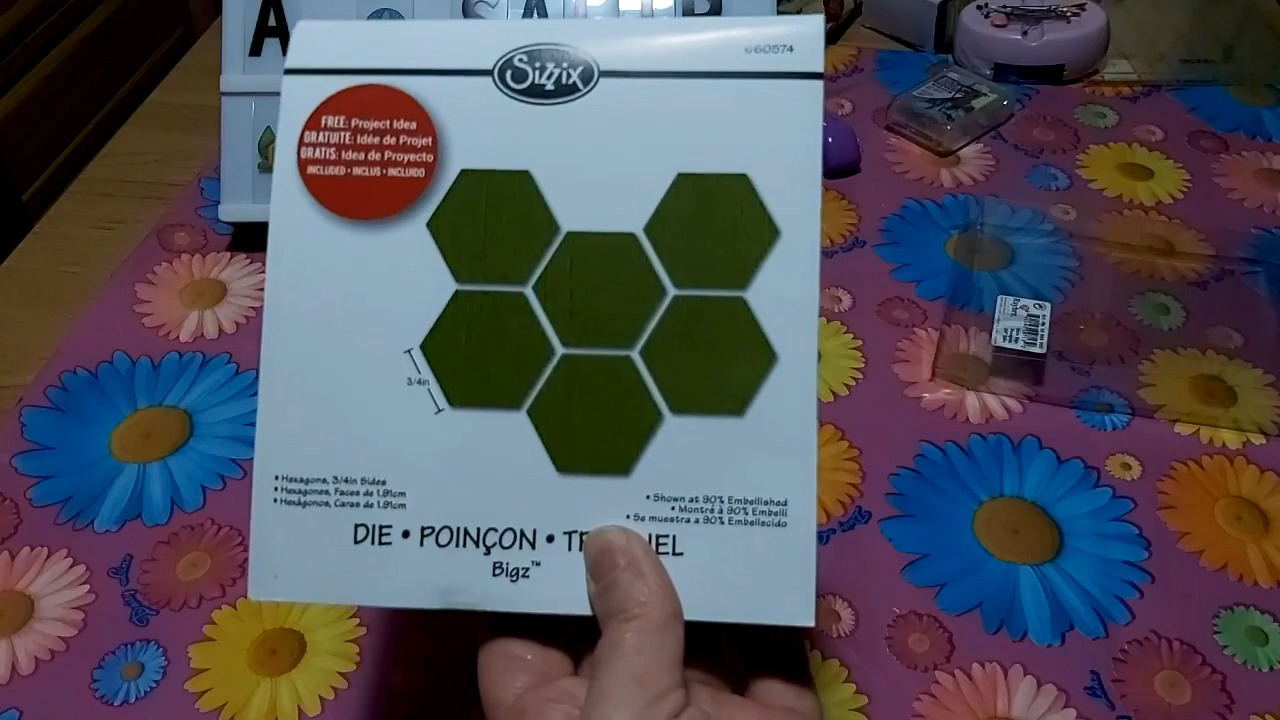 Sizzix
660574
FREE: Project Idea
GRATUITE: Idée de Projet
GRATIS: Idea de Proyecto
INCLUDED • INCLUS • INCLUIDO
3/4in
• Hexagons, 3/4in Sides
• Hexagones, Faces de 1.91cm
• Hexágonos, Caras de 1.91cm
• Shown at 90% Embellished
• Montré à 90% Embelli
• Se muestra a 90% Embellecido
DIE • POINÇON •
Bigz™